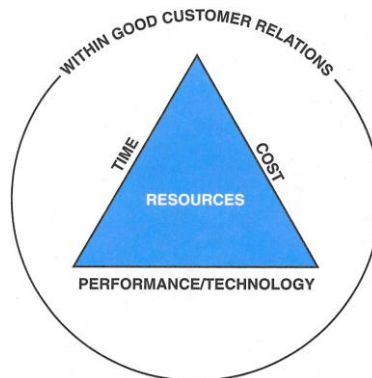 WITHIN GOOD CUSTOMER RELATIONS
TIME
COST
RESOURCES
PERFORMANCE/TECHNOLOGY